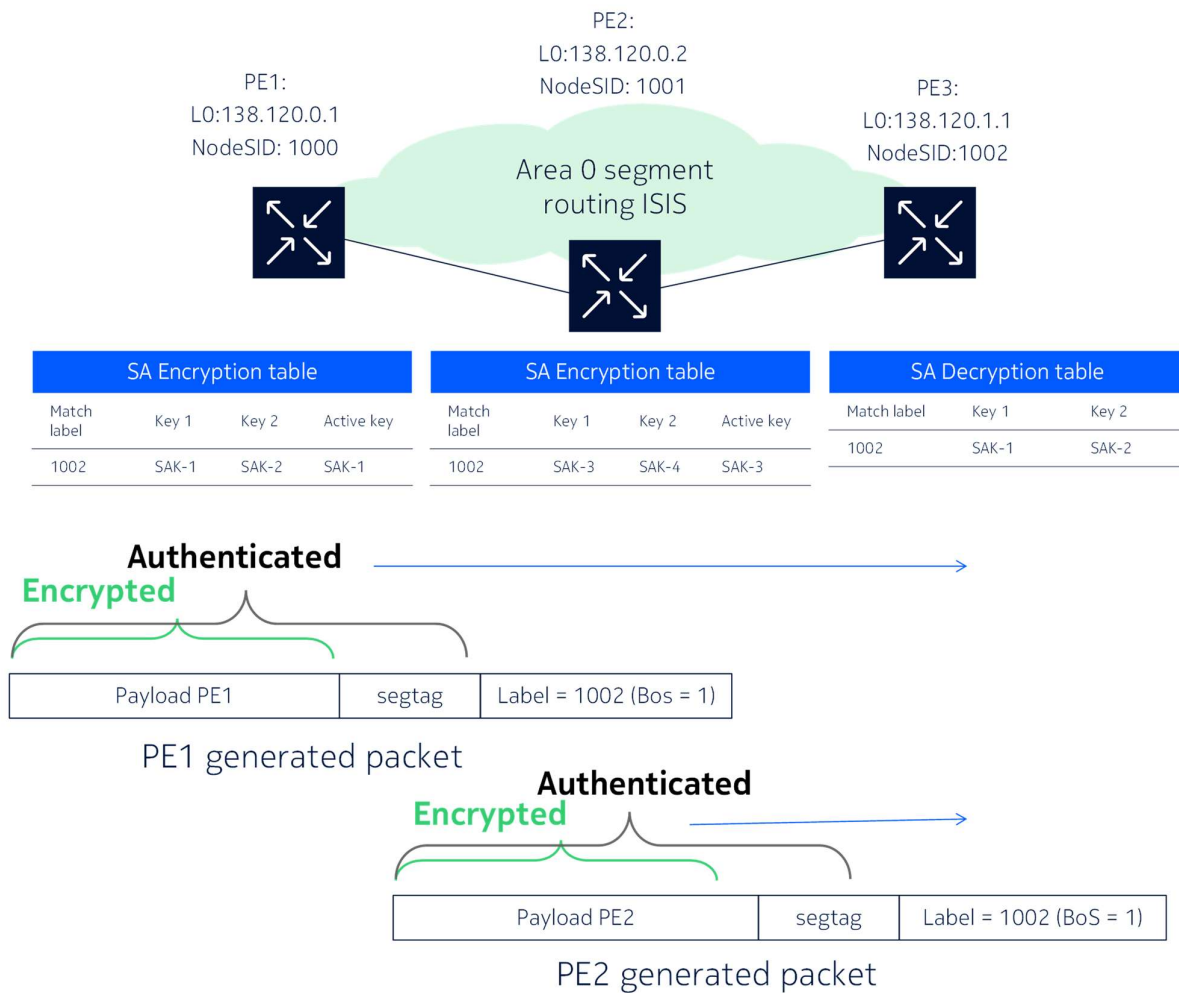 PE2:
L0:138.120.0.2
NodeSID: 1001
PE1:
L0:138.120.0.1
NodeSID: 1000
PE3:
L0:138.120.1.1
NodeSID:1002
Area 0 segment
routing ISIS
SA Encryption table
Match
label
Key 1
Key 2
Active key
1002
SAK-1
SAK-2
SAK-1
SA Encryption table
Match
label
Key 1
Key 2
Active key
1002
SAK-3
SAK-4
SAK-3
SA Decryption table
Match label
Key 1
Key 2
1002
SAK-1
SAK-2
Authenticated
Encrypted
Payload PE1
segtag
Label = 1002 (Bos = 1)
PE1 generated packet
Authenticated
Encrypted
Payload PE2
segtag
Label = 1002 (BoS = 1)
PE2 generated packet